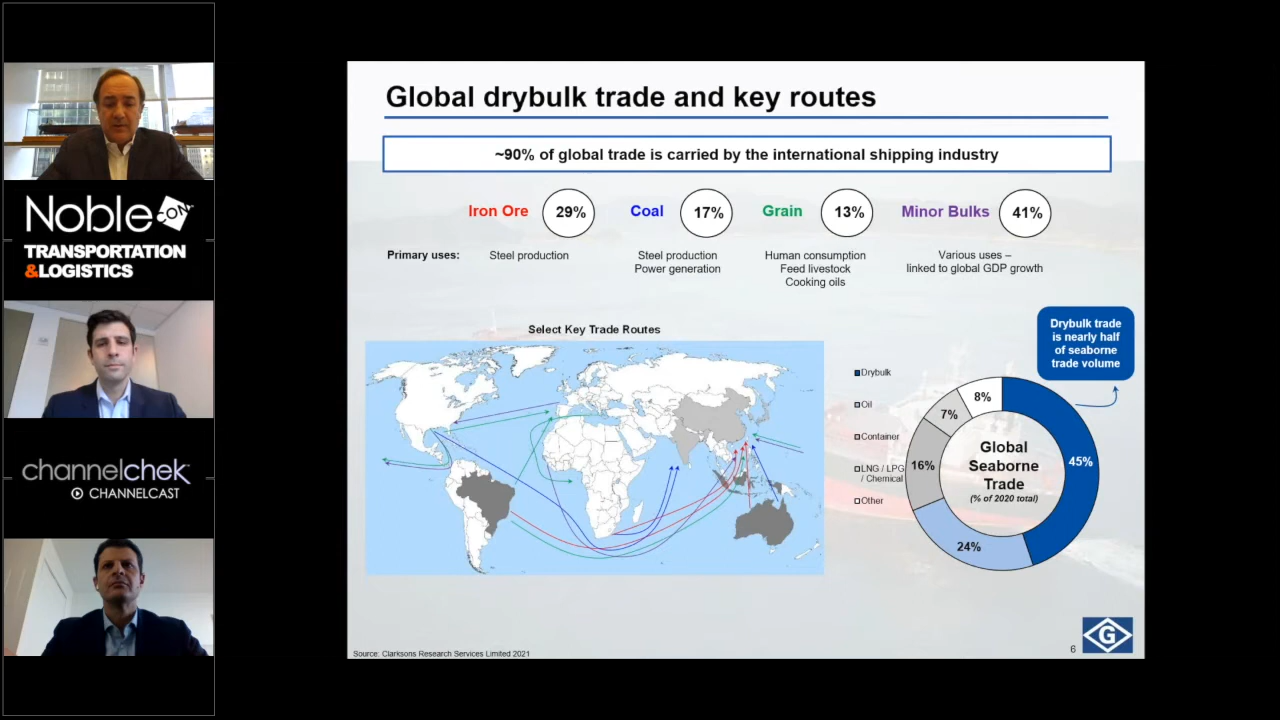 Noble CON
TRANSPORTATION
&LOGISTICS
channelchek
CHANNELCAST
Global drybulk trade and key routes
~90% of global trade is carried by the international shipping industry
Iron Ore 29% Coal 17% Grain 13% Minor Bulks 41%
Primary uses: Steel production
Steel production
Power generation
Human consumption
Feed livestock
Cooking oils
Various uses –
linked to global GDP growth
Select Key Trade Routes
Drybulk trade
is nearly half
of seaborne
trade volume
Drybulk
Oil
Container
LNG / LPG
/ Chemical
Other
8%
7%
16%
24%
45%
Global
Seaborne
Trade
(% of 2020 total)
Source: Clarksons Research Services Limited 2021
6
G